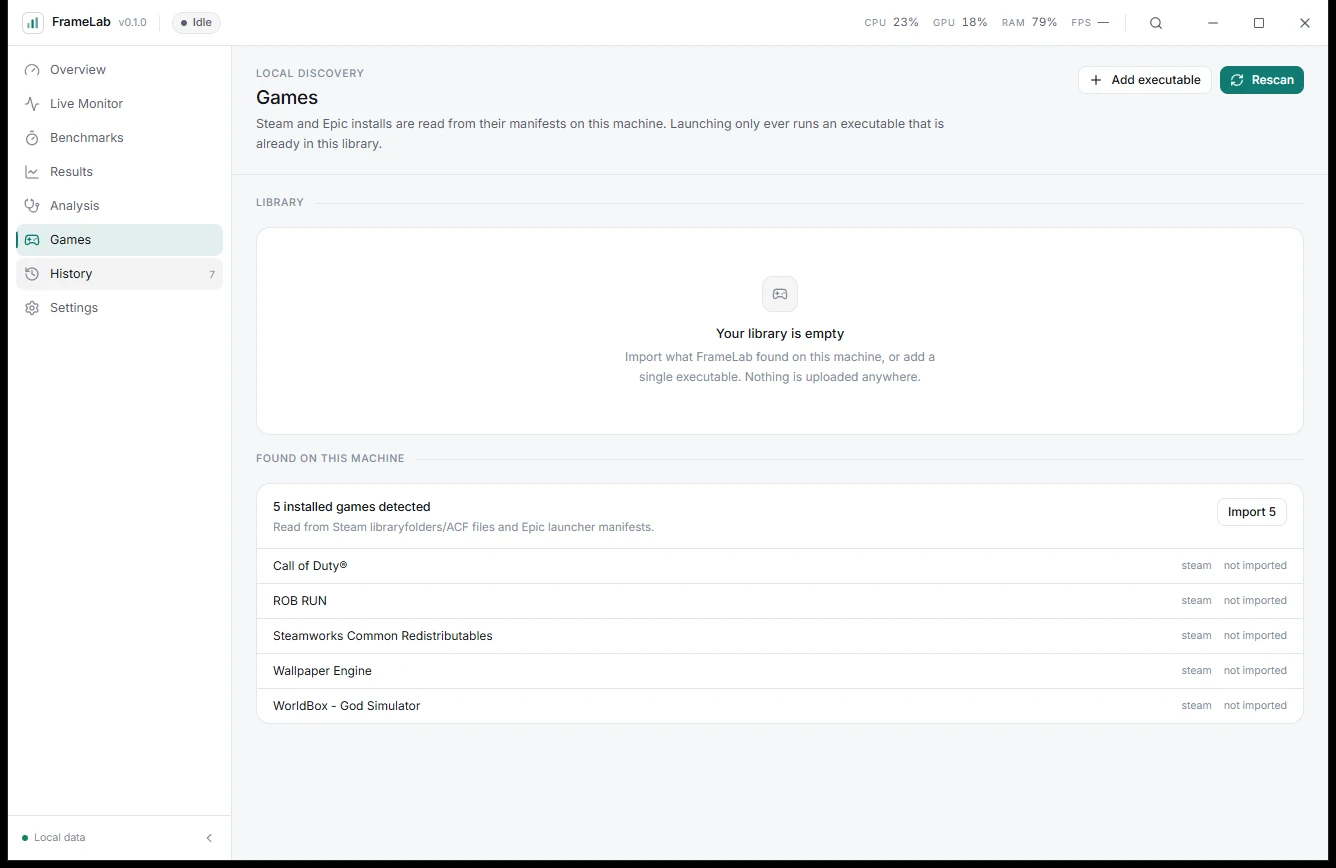 FrameLab v0.1.0 Idle CPU 23% GPU 18% RAM 79% FPS —
Overview
Live Monitor
Benchmarks
Results
Analysis
Games
History 7
Settings
Local data
LOCAL DISCOVERY
Games
Steam and Epic installs are read from their manifests on this machine. Launching only ever runs an executable that is
already in this library.
Add executable
Rescan
LIBRARY
Your library is empty
Import what FrameLab found on this machine, or add a
single executable. Nothing is uploaded anywhere.
FOUND ON THIS MACHINE
5 installed games detected
Read from Steam libraryfolders/ACF files and Epic launcher manifests.
Import 5
Call of Duty® steam not imported
ROB RUN steam not imported
Steamworks Common Redistributables steam not imported
Wallpaper Engine steam not imported
WorldBox - God Simulator steam not imported